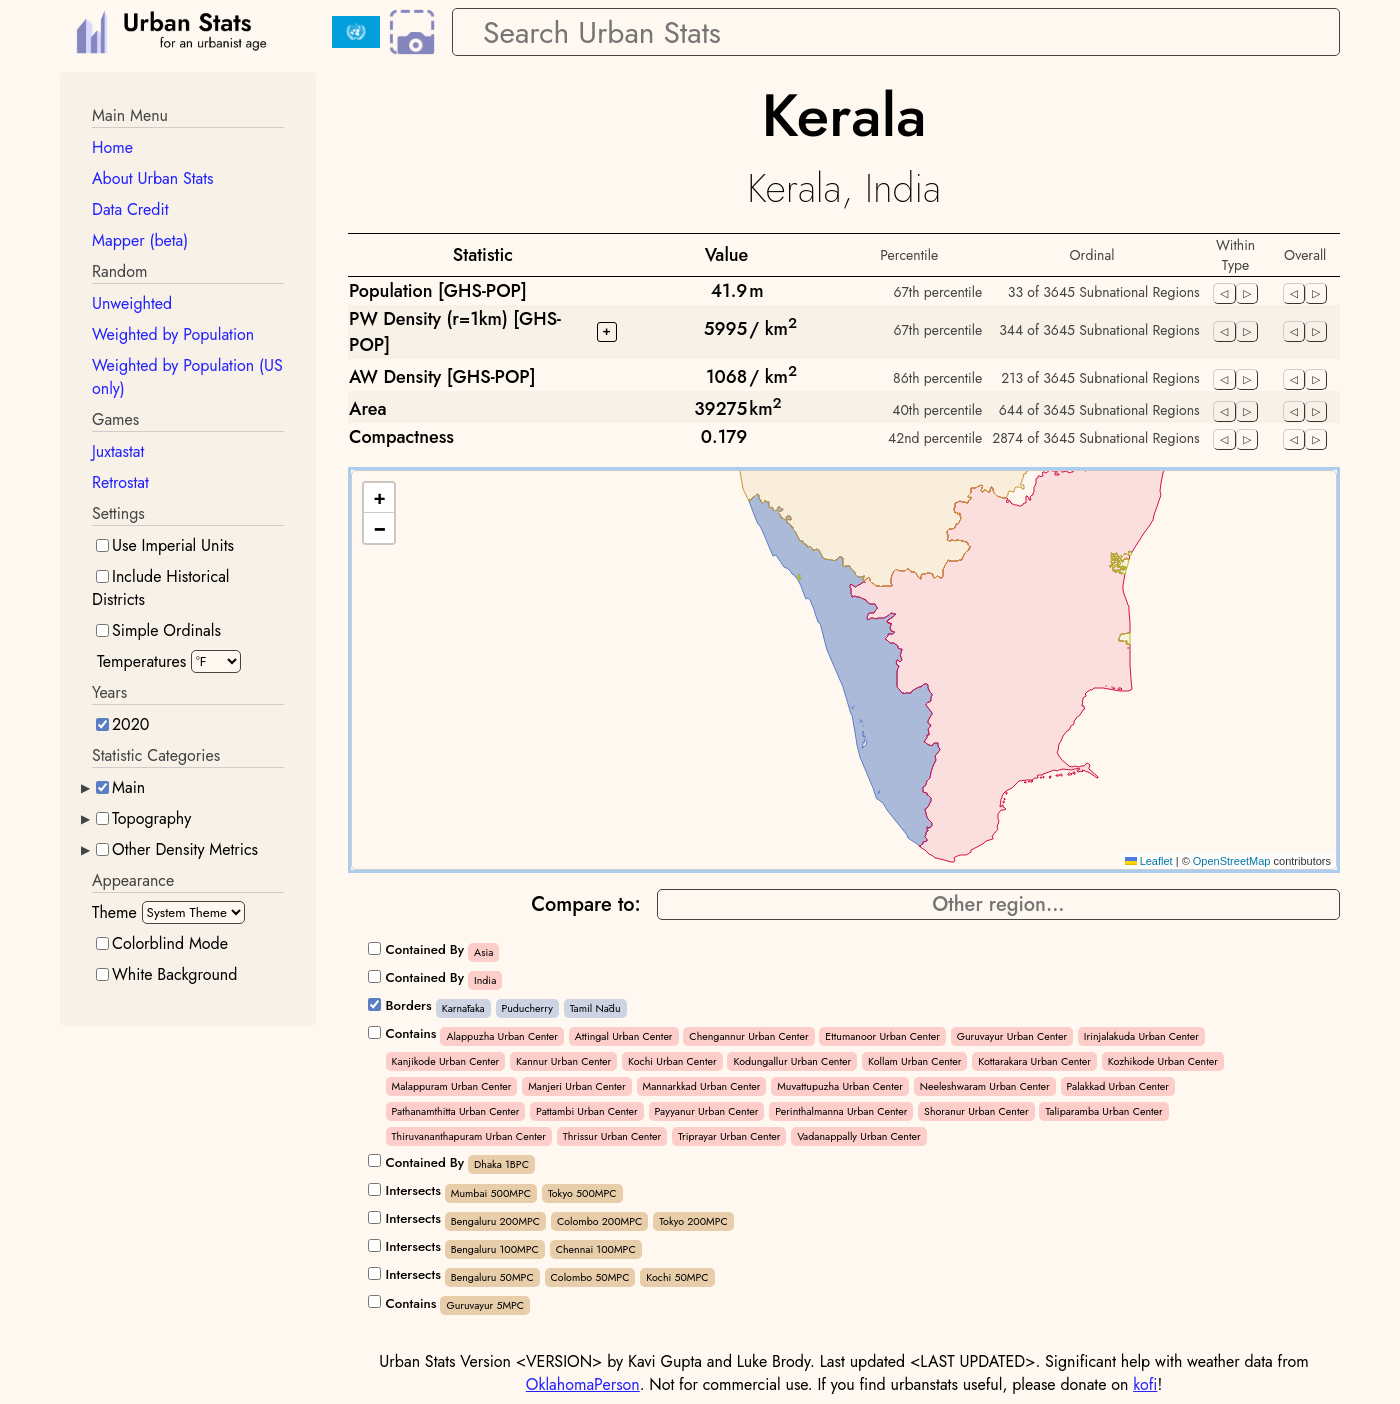 Urban Stats
for an urbanist age
Search Urban Stats
Main Menu
Home
About Urban Stats
Data Credit
Mapper (beta)
Random
Unweighted
Weighted by Population
Weighted by Population (US
only)
Games
Juxtastat
Retrostat
Settings
Use Imperial Units
Include Historical
Districts
Simple Ordinals
Temperatures °F
Years
2020
Statistic Categories
Main
Topography
Other Density Metrics
Appearance
Theme System Theme
Colorblind Mode
White Background
Kerala
Kerala, India
Statistic Value Percentile Ordinal Within Type Overall
Population [GHS-POP] 41.9 m 67th percentile 33 of 3645 Subnational Regions
PW Density (r=1km) [GHS-
POP] + 5995 / km² 67th percentile 344 of 3645 Subnational Regions
AW Density [GHS-POP] 1068 / km² 86th percentile 213 of 3645 Subnational Regions
Area 39275 km² 40th percentile 644 of 3645 Subnational Regions
Compactness 0.179 42nd percentile 2874 of 3645 Subnational Regions
+
−
Leaflet | © OpenStreetMap contributors
Compare to: Other region...
Contained By Asia
Contained By India
Borders Karnātaka Puducherry Tamil Nādu
Contains Alappuzha Urban Center Attingal Urban Center Chengannur Urban Center Ettumanoor Urban Center Guruvayur Urban Center Irinjalakuda Urban Center
Kanjikode Urban Center Kannur Urban Center Kochi Urban Center Kodungallur Urban Center Kollam Urban Center Kottarakara Urban Center Kozhikode Urban Center
Malappuram Urban Center Manjeri Urban Center Mannarkkad Urban Center Muvattupuzha Urban Center Neeleshwaram Urban Center Palakkad Urban Center
Pathanamthitta Urban Center Pattambi Urban Center Payyanur Urban Center Perinthalmanna Urban Center Shoranur Urban Center Taliparamba Urban Center
Thiruvananthapuram Urban Center Thrissur Urban Center Triprayar Urban Center Vadanappally Urban Center
Contained By Dhaka 1BPC
Intersects Mumbai 500MPC Tokyo 500MPC
Intersects Bengaluru 200MPC Colombo 200MPC Tokyo 200MPC
Intersects Bengaluru 100MPC Chennai 100MPC
Intersects Bengaluru 50MPC Colombo 50MPC Kochi 50MPC
Contains Guruvayur 5MPC
Urban Stats Version <VERSION> by Kavi Gupta and Luke Brody. Last updated <LAST UPDATED>. Significant help with weather data from
OklahomaPerson. Not for commercial use. If you find urbanstats useful, please donate on kofi!